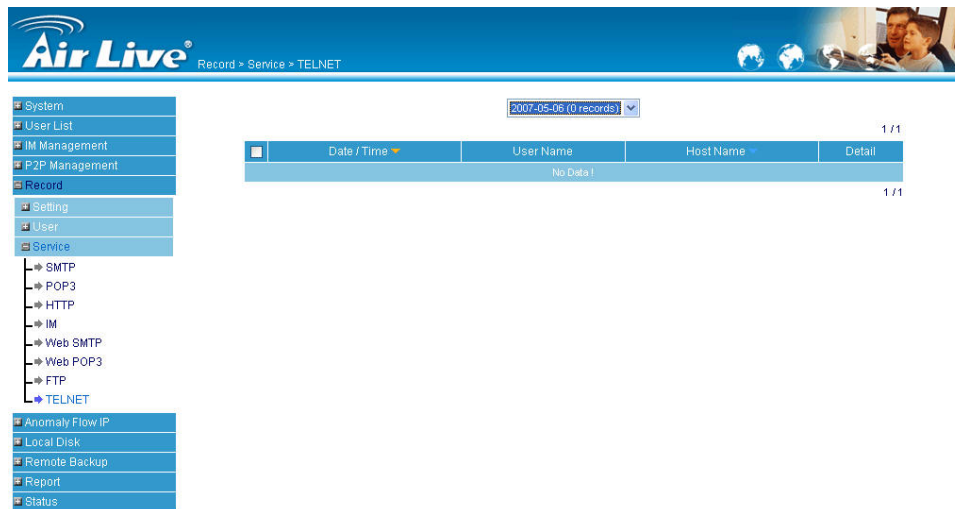 Air Live®
Record > Service > TELNET
System
User List
IM Management
P2P Management
Record
Setting
User
Service
SMTP
POP3
HTTP
IM
Web SMTP
Web POP3
FTP
TELNET
Anomaly Flow IP
Local Disk
Remote Backup
Report
Status
2007-05-06 (0 records)
1 / 1
Date / Time User Name Host Name Detail
No Data !
1 / 1